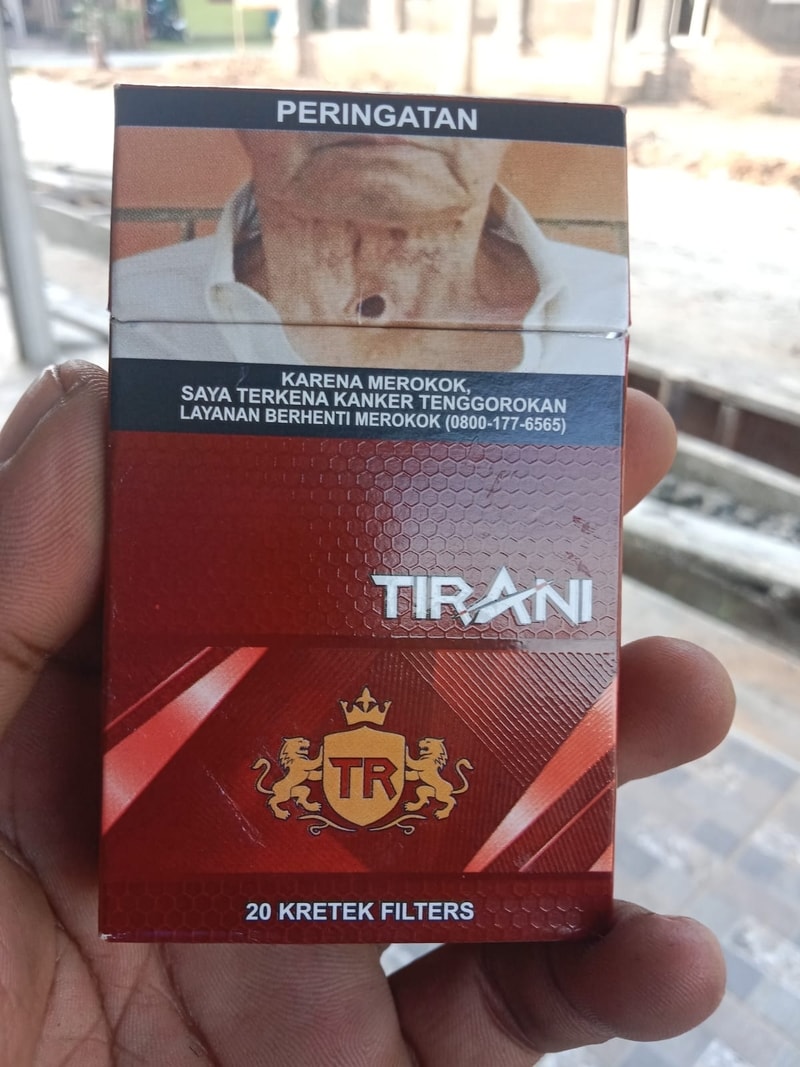 PERINGATAN
KARENA MEROKOK,
SAYA TERKENA KANKER TENGGOROKAN
LAYANAN BERHENTI MEROKOK (0800-177-6565)
TIRANI
TR
20 KRETEK FILTERS